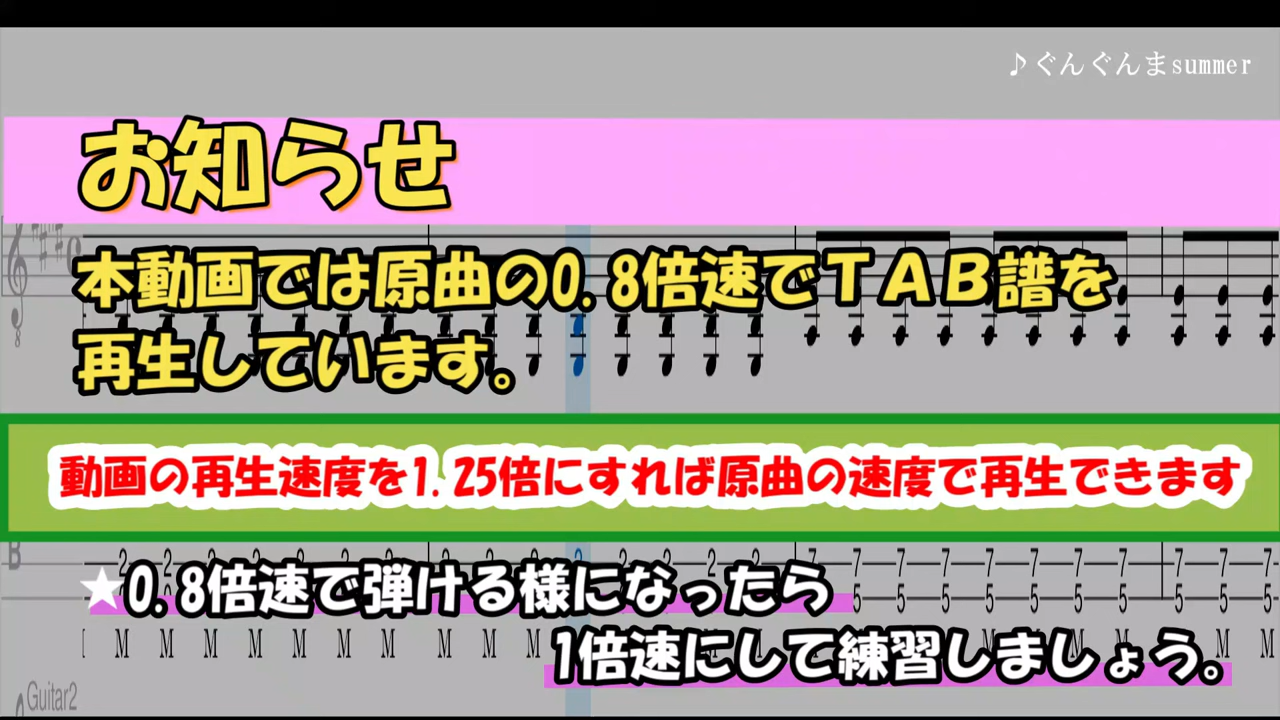 ♪ぐんぐんまsummer
お知らせ
本動画では原曲の0.8倍速でＴＡＢ譜を
再生しています。
動画の再生速度を1.25倍にすれば原曲の速度で再生できます
B
★0.8倍速で弾ける様になったら
1倍速にして練習しましょう。
Guitar2